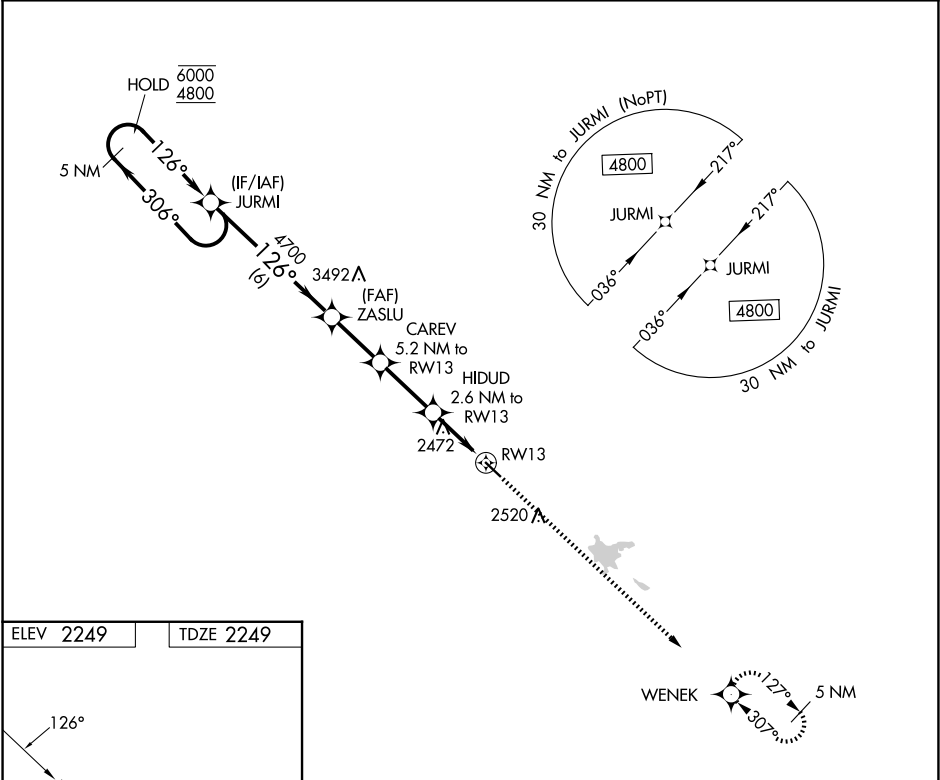 HOLD 6000
4800
5 NM
126°
306°
(IF/IAF)
JURMI
4700
126°
(6)
3492
(FAF)
ZASLU
CAREV
5.2 NM to
RW13
HIDUD
2.6 NM to
RW13
2472
RW13
2520
30 NM to JURMI (NoPT)
4800
217°
JURMI
036°
217°
JURMI
036°
4800
30 NM to JURMI
WENEK
127°
307°
5 NM
ELEV 2249
TDZE 2249
126°